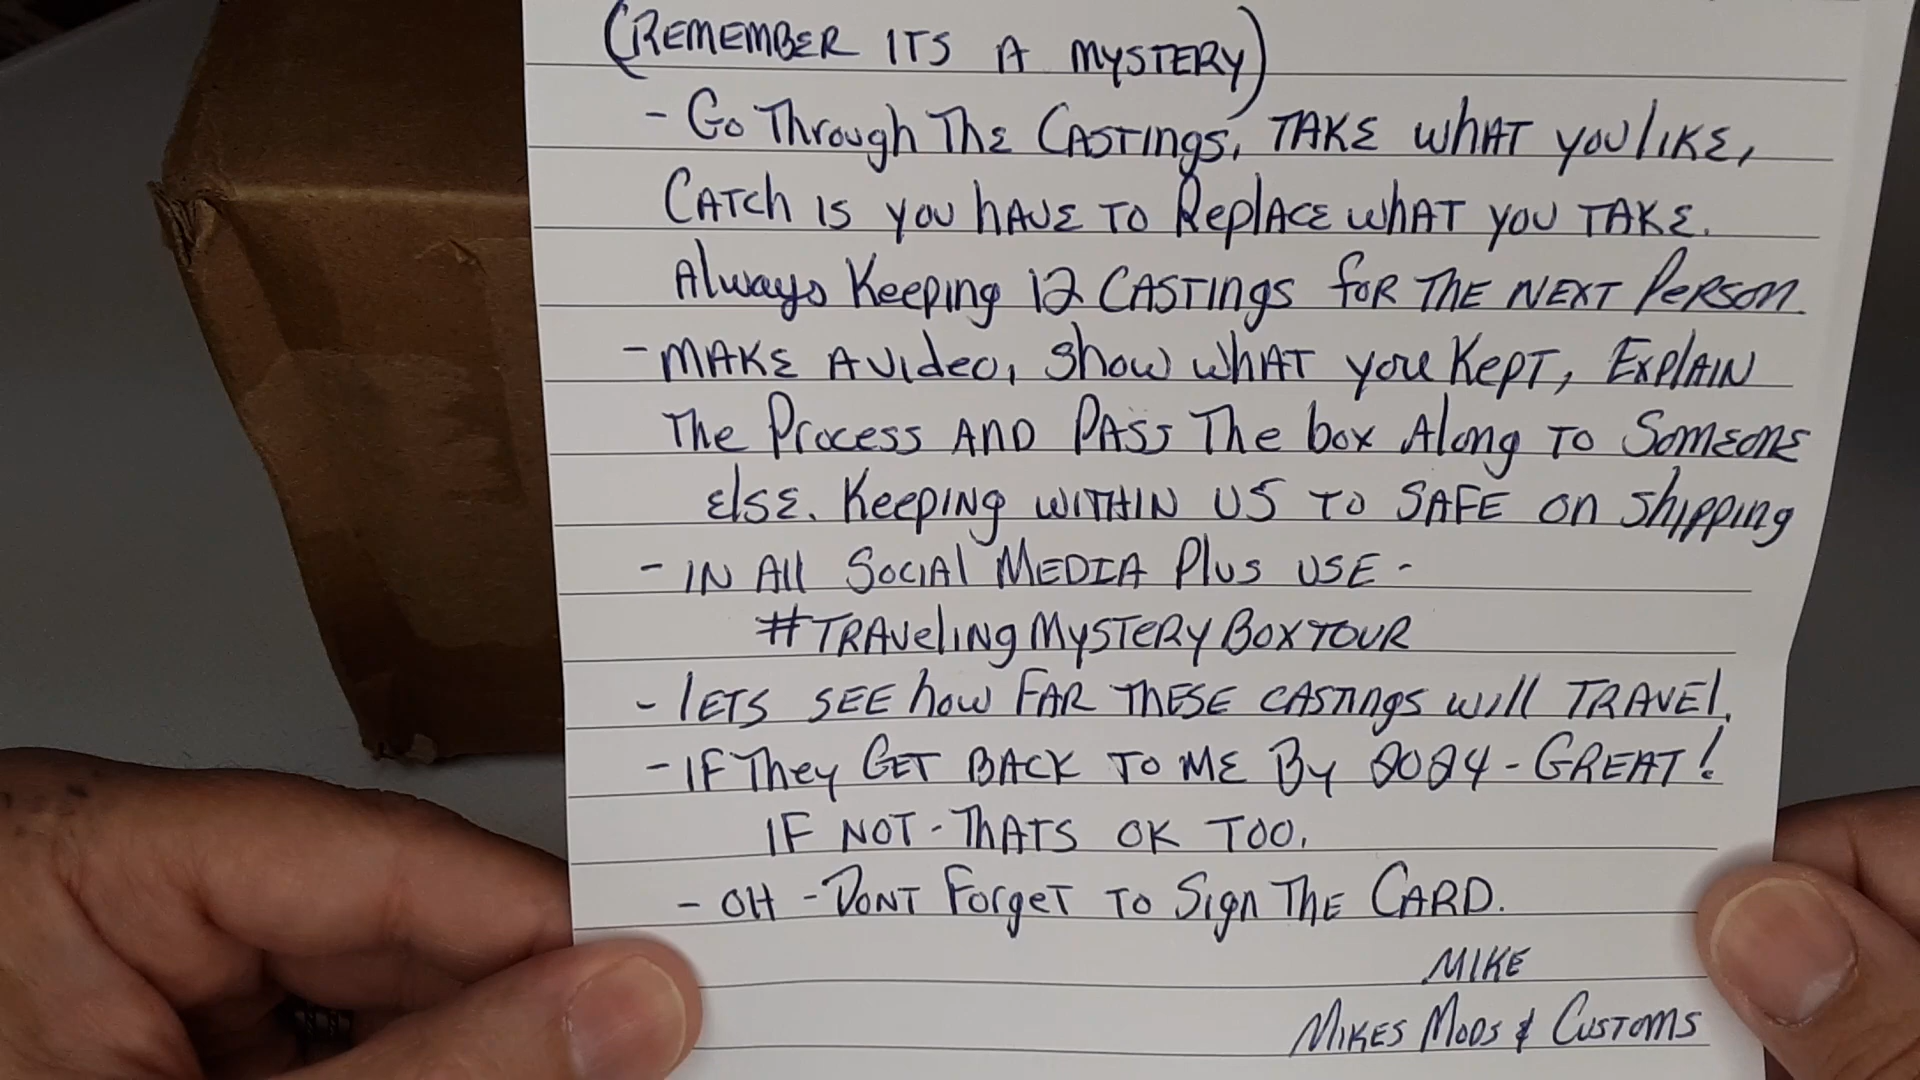 (REMEMBER ITS A MYSTERY)
- Go Through The CASTINgs, TAKE whAT you lIKE,
CATch IS you hAVE TO RePlACE whAT you TAKE.
Always Keeping 12 CASTINgs foR THE NEXT PeRson.
- MAKE A Video, Show whAT you KepT, ExplAIN
The Process AND PASS The box Along TO SomEonE
ElsE. Keeping WITHIN US TO SAFE on Shipping
- IN All SociAl MEDIA Plus USE -
#TRAVelINgMySTeRyBoxTOUR
- lETS SEE how FAR ThESE CASTINgs will TRAVEl.
- IF They GET BACK TO ME By 2024 - GREAT!
IF NOT - ThATS OK TOO.
- OH - DONT Forget TO Sign THE CARD.
MIKE
MIKES MODS & CUSTOMS